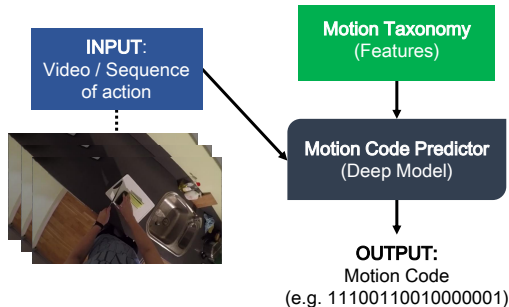 INPUT:
Video / Sequence
of action
Motion Taxonomy
(Features)
Motion Code Predictor
(Deep Model)
OUTPUT:
Motion Code
(e.g. 11100110010000001)